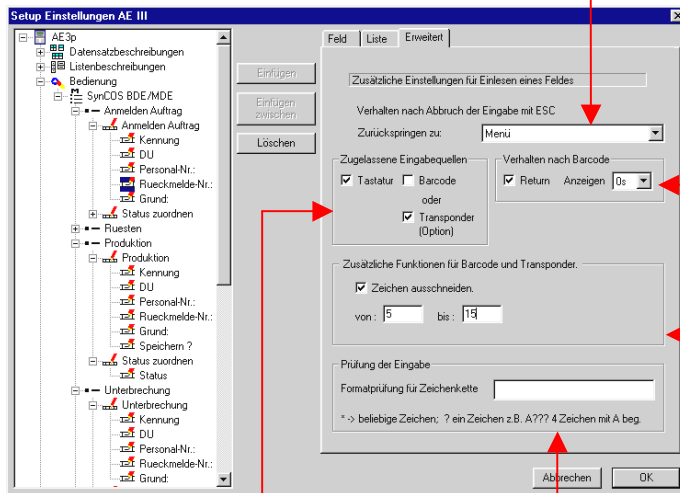 Setup Einstellungen AE III
AE3p
Datensatzbeschreibungen
Listenbeschreibungen
Bedienung
SynCOS BDE/MDE
Anmelden Auftrag
Anmelden Auftrag
Kennung
DU
Personal-Nr.:
Rueckmelde-Nr.:
Grund:
Status zuordnen
Ruesten
Produktion
Produktion
Kennung
DU
Personal-Nr.:
Rueckmelde-Nr.:
Grund:
Speichern ?
Status zuordnen
Status
Unterbrechung
Unterbrechung
Kennung
DU
Personal-Nr.:
Rueckmelde-Nr.:
Grund:
Einfügen
Einfügen
zwischen
Löschen
Feld Liste Erweitert
Zusätzliche Einstellungen für Einlesen eines Feldes
Verhalten nach Abbruch der Eingabe mit ESC
Zurückspringen zu: Menü
Zugelassene Eingabequellen
Tastatur Barcode
oder
Transponder
(Option)
Verhalten nach Barcode
Return Anzeigen 0s
Zusätzliche Funktionen für Barcode und Transponder.
Zeichen ausschneiden.
von : 5 bis : 15
Prüfung der Eingabe
Formatprüfung für Zeichenkette
* -> beliebige Zeichen; ? ein Zeichen z.B. A??? 4 Zeichen mit A beg.
Abbrechen OK